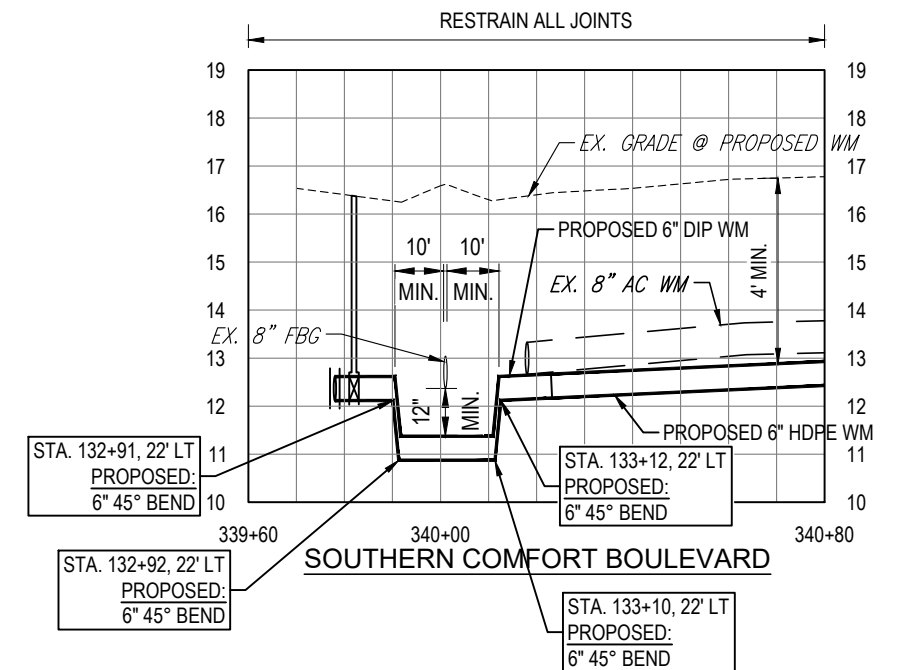 RESTRAIN ALL JOINTS
19
19
18
18
EX. GRADE @ PROPOSED WM
17
17
16
16
10'
10'
PROPOSED 6" DIP WM
15
15
MIN.
MIN.
EX. 8" AC WM
4' MIN.
14
14
EX. 8" FBG
13
13
12
12"
MIN.
12
PROPOSED 6" HDPE WM
STA. 132+91, 22' LT
PROPOSED:
6" 45° BEND
11
11
STA. 133+12, 22' LT
PROPOSED:
6" 45° BEND
10
10
339+60
340+00
340+80
SOUTHERN COMFORT BOULEVARD
STA. 132+92, 22' LT
PROPOSED:
6" 45° BEND
STA. 133+10, 22' LT
PROPOSED:
6" 45° BEND